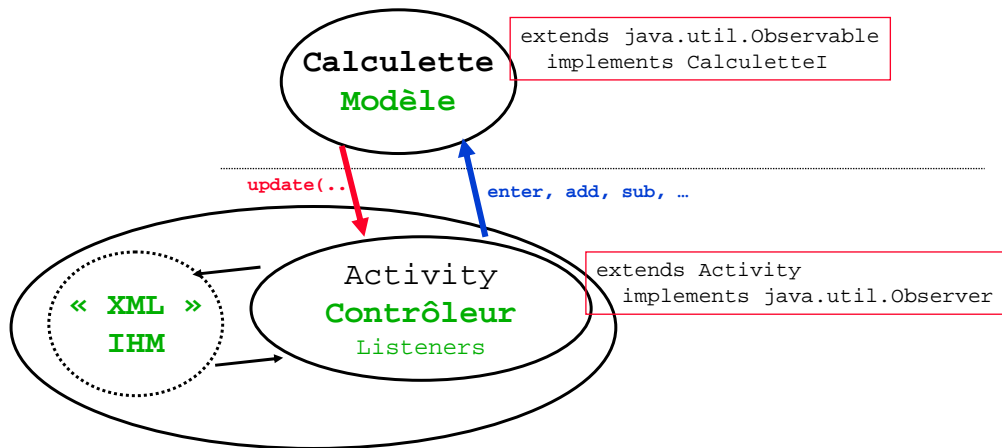 extends java.util.Observable
implements CalculetteI
Calculette
Modèle
update(..
enter, add, sub, …
extends Activity
implements java.util.Observer
Activity
Contrôleur
Listeners
« XML »
IHM